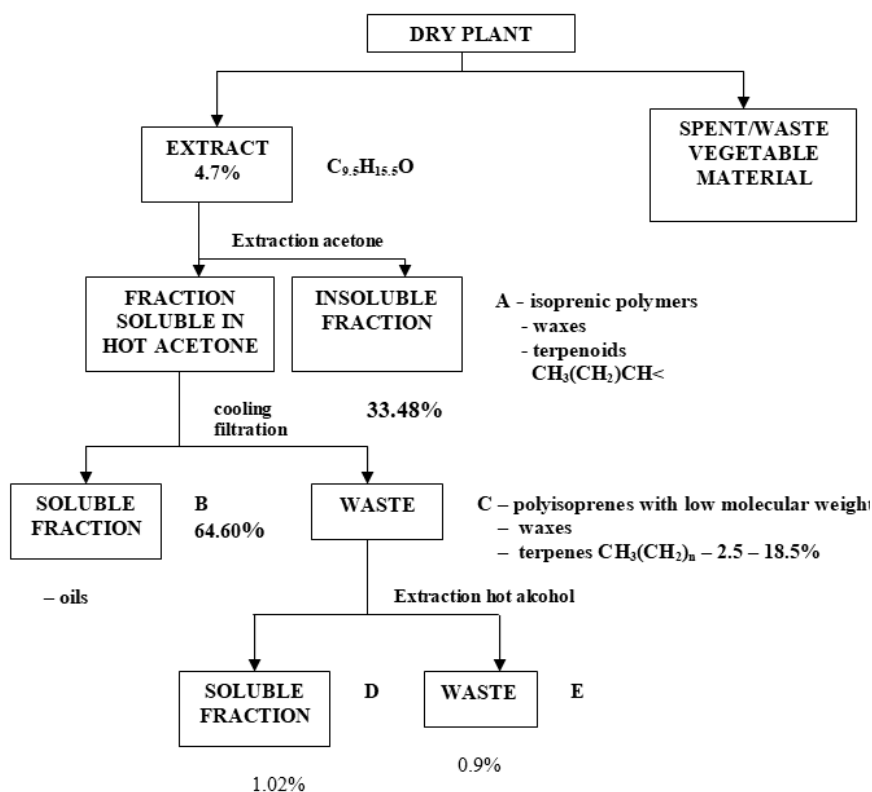 DRY PLANT
EXTRACT
4.7%
C₉.₅H₁₅.₅O
SPENT/WASTE
VEGETABLE
MATERIAL
Extraction acetone
FRACTION
SOLUBLE IN
HOT ACETONE
INSOLUBLE
FRACTION
A - isoprenic polymers
- waxes
- terpenoids
CH₃(CH₂)CH<
33.48%
cooling
filtration
SOLUBLE
FRACTION
B
64.60%
WASTE
C – polyisoprenes with low molecular weight
– waxes
– terpenes CH₃(CH₂)ₙ – 2.5 – 18.5%
– oils
Extraction hot alcohol
SOLUBLE
FRACTION
D
WASTE
E
1.02%
0.9%